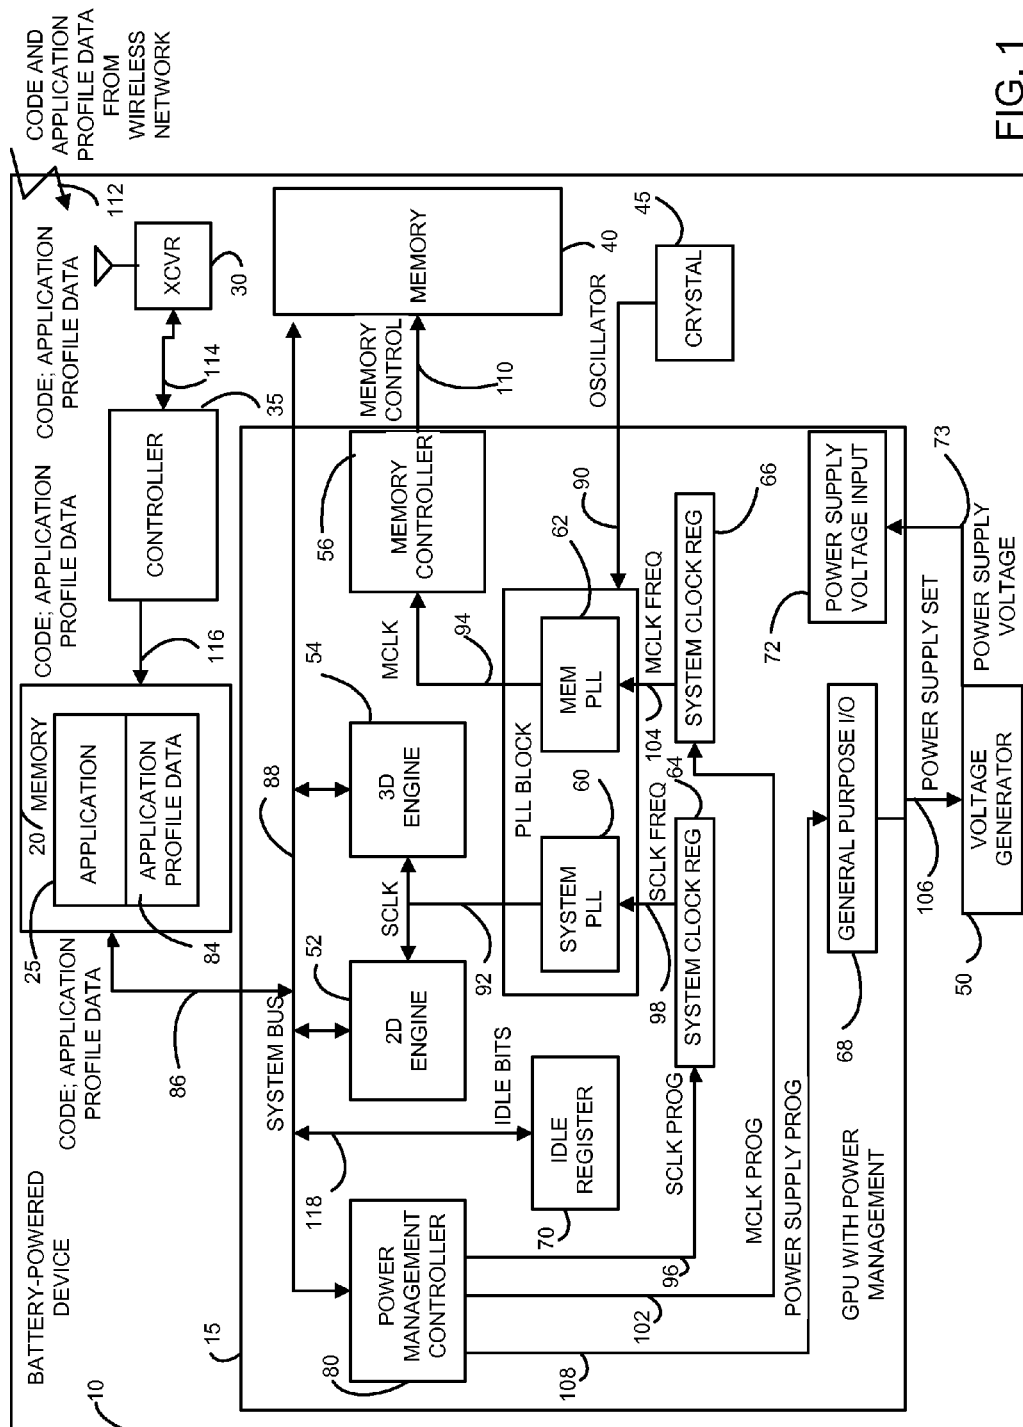 CODE AND
APPLICATION
PROFILE DATA
FROM
WIRELESS
NETWORK
FIG. 1
BATTERY-POWERED
DEVICE
10
15
CODE; APPLICATION
PROFILE DATA
86
25
20
MEMORY
APPLICATION
APPLICATION
PROFILE DATA
84
CODE; APPLICATION
PROFILE DATA
116
CONTROLLER
35
CODE; APPLICATION
PROFILE DATA
114
XCVR
30
112
SYSTEM BUS
88
MEMORY
40
POWER
MANAGEMENT
CONTROLLER
80
118
IDLE BITS
IDLE
REGISTER
70
2D
ENGINE
52
SCLK
92
3D
ENGINE
54
MCLK
94
MEMORY
CONTROLLER
56
MEMORY
CONTROL
110
OSCILLATOR
90
CRYSTAL
45
PLL BLOCK
SYSTEM
PLL
60
MEM
PLL
62
SCLK FREQ
98
MCLK FREQ
104
SCLK PROG
96
SYSTEM CLOCK REG
64
SYSTEM CLOCK REG
66
MCLK PROG
102
POWER SUPPLY PROG
108
GENERAL PURPOSE I/O
68
POWER SUPPLY
VOLTAGE INPUT
72
GPU WITH POWER
MANAGEMENT
POWER SUPPLY SET
106
VOLTAGE
GENERATOR
50
POWER SUPPLY
VOLTAGE
73